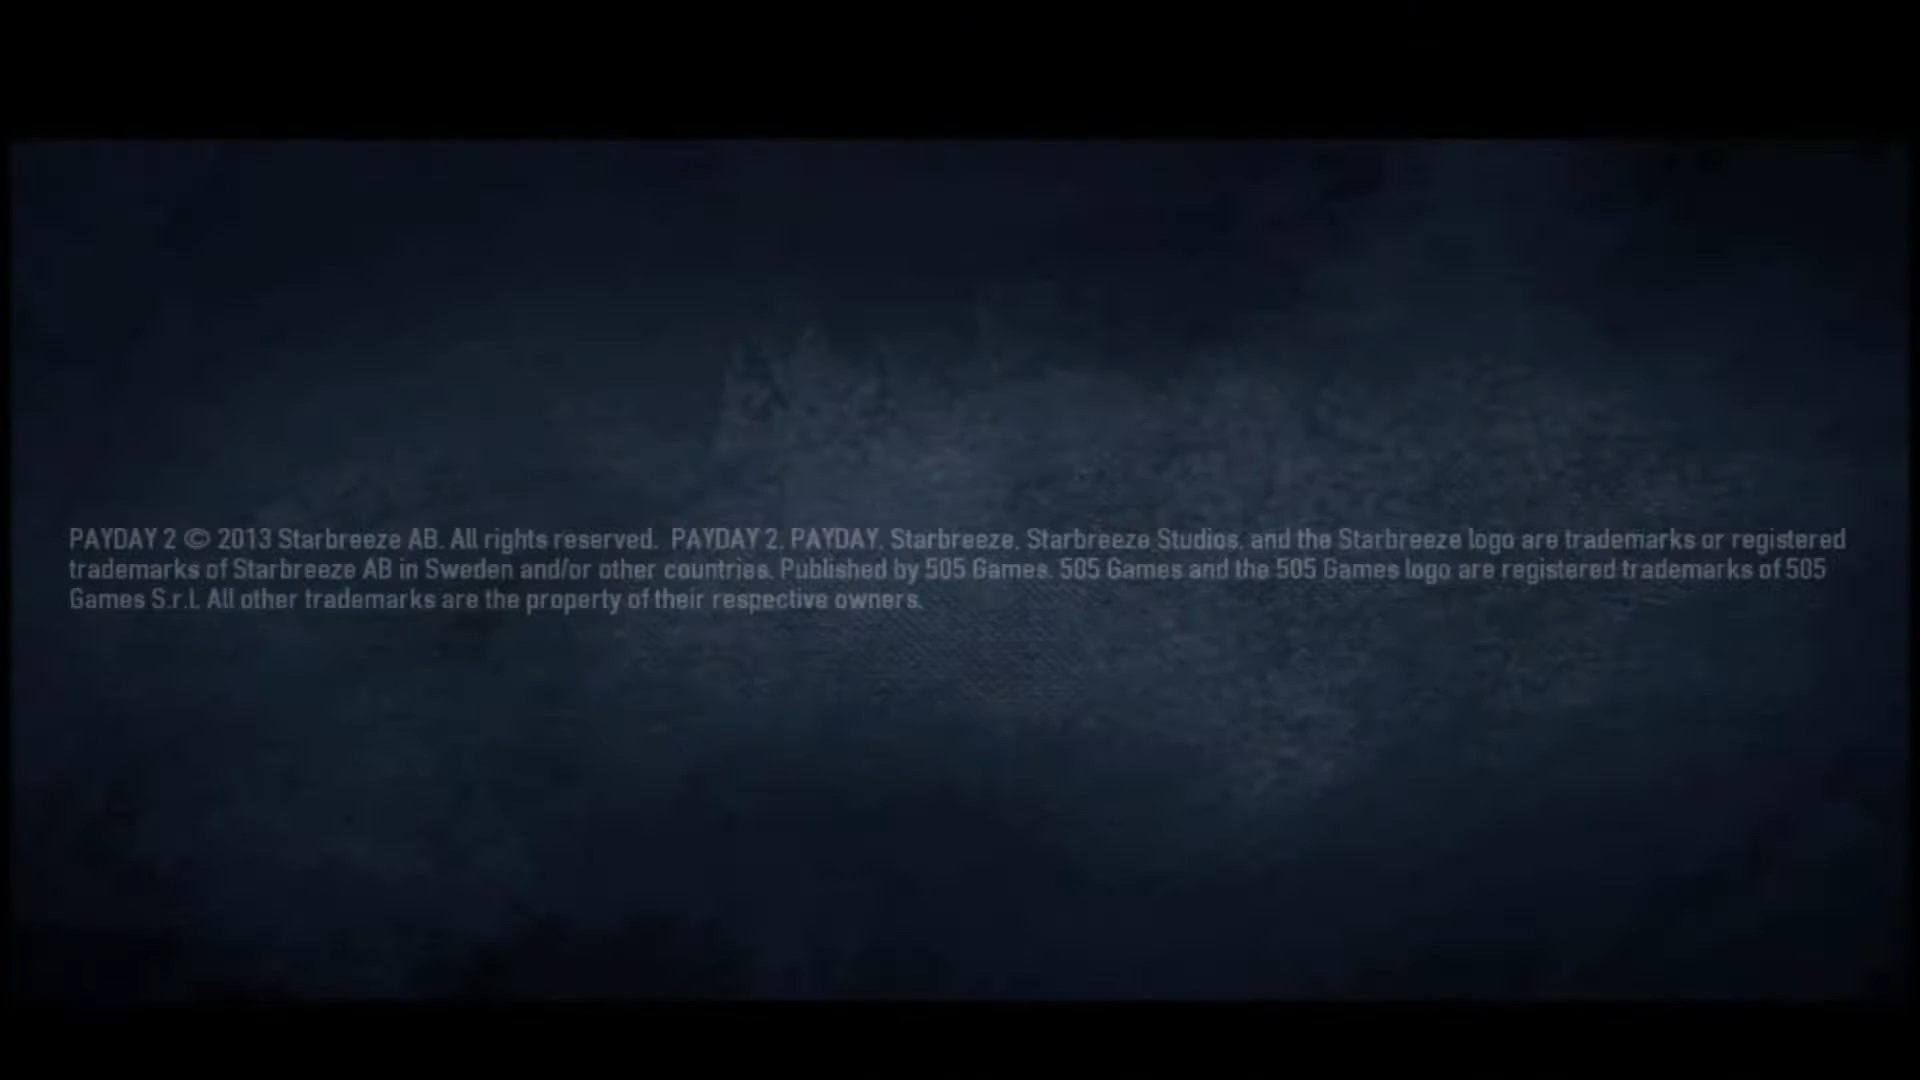 PAYDAY 2 © 2013 Starbreeze AB. All rights reserved.  PAYDAY 2, PAYDAY, Starbreeze, Starbreeze Studios, and the Starbreeze logo are trademarks or registered
trademarks of Starbreeze AB in Sweden and/or other countries. Published by 505 Games. 505 Games and the 505 Games logo are registered trademarks of 505
Games S.r.l. All other trademarks are the property of their respective owners.